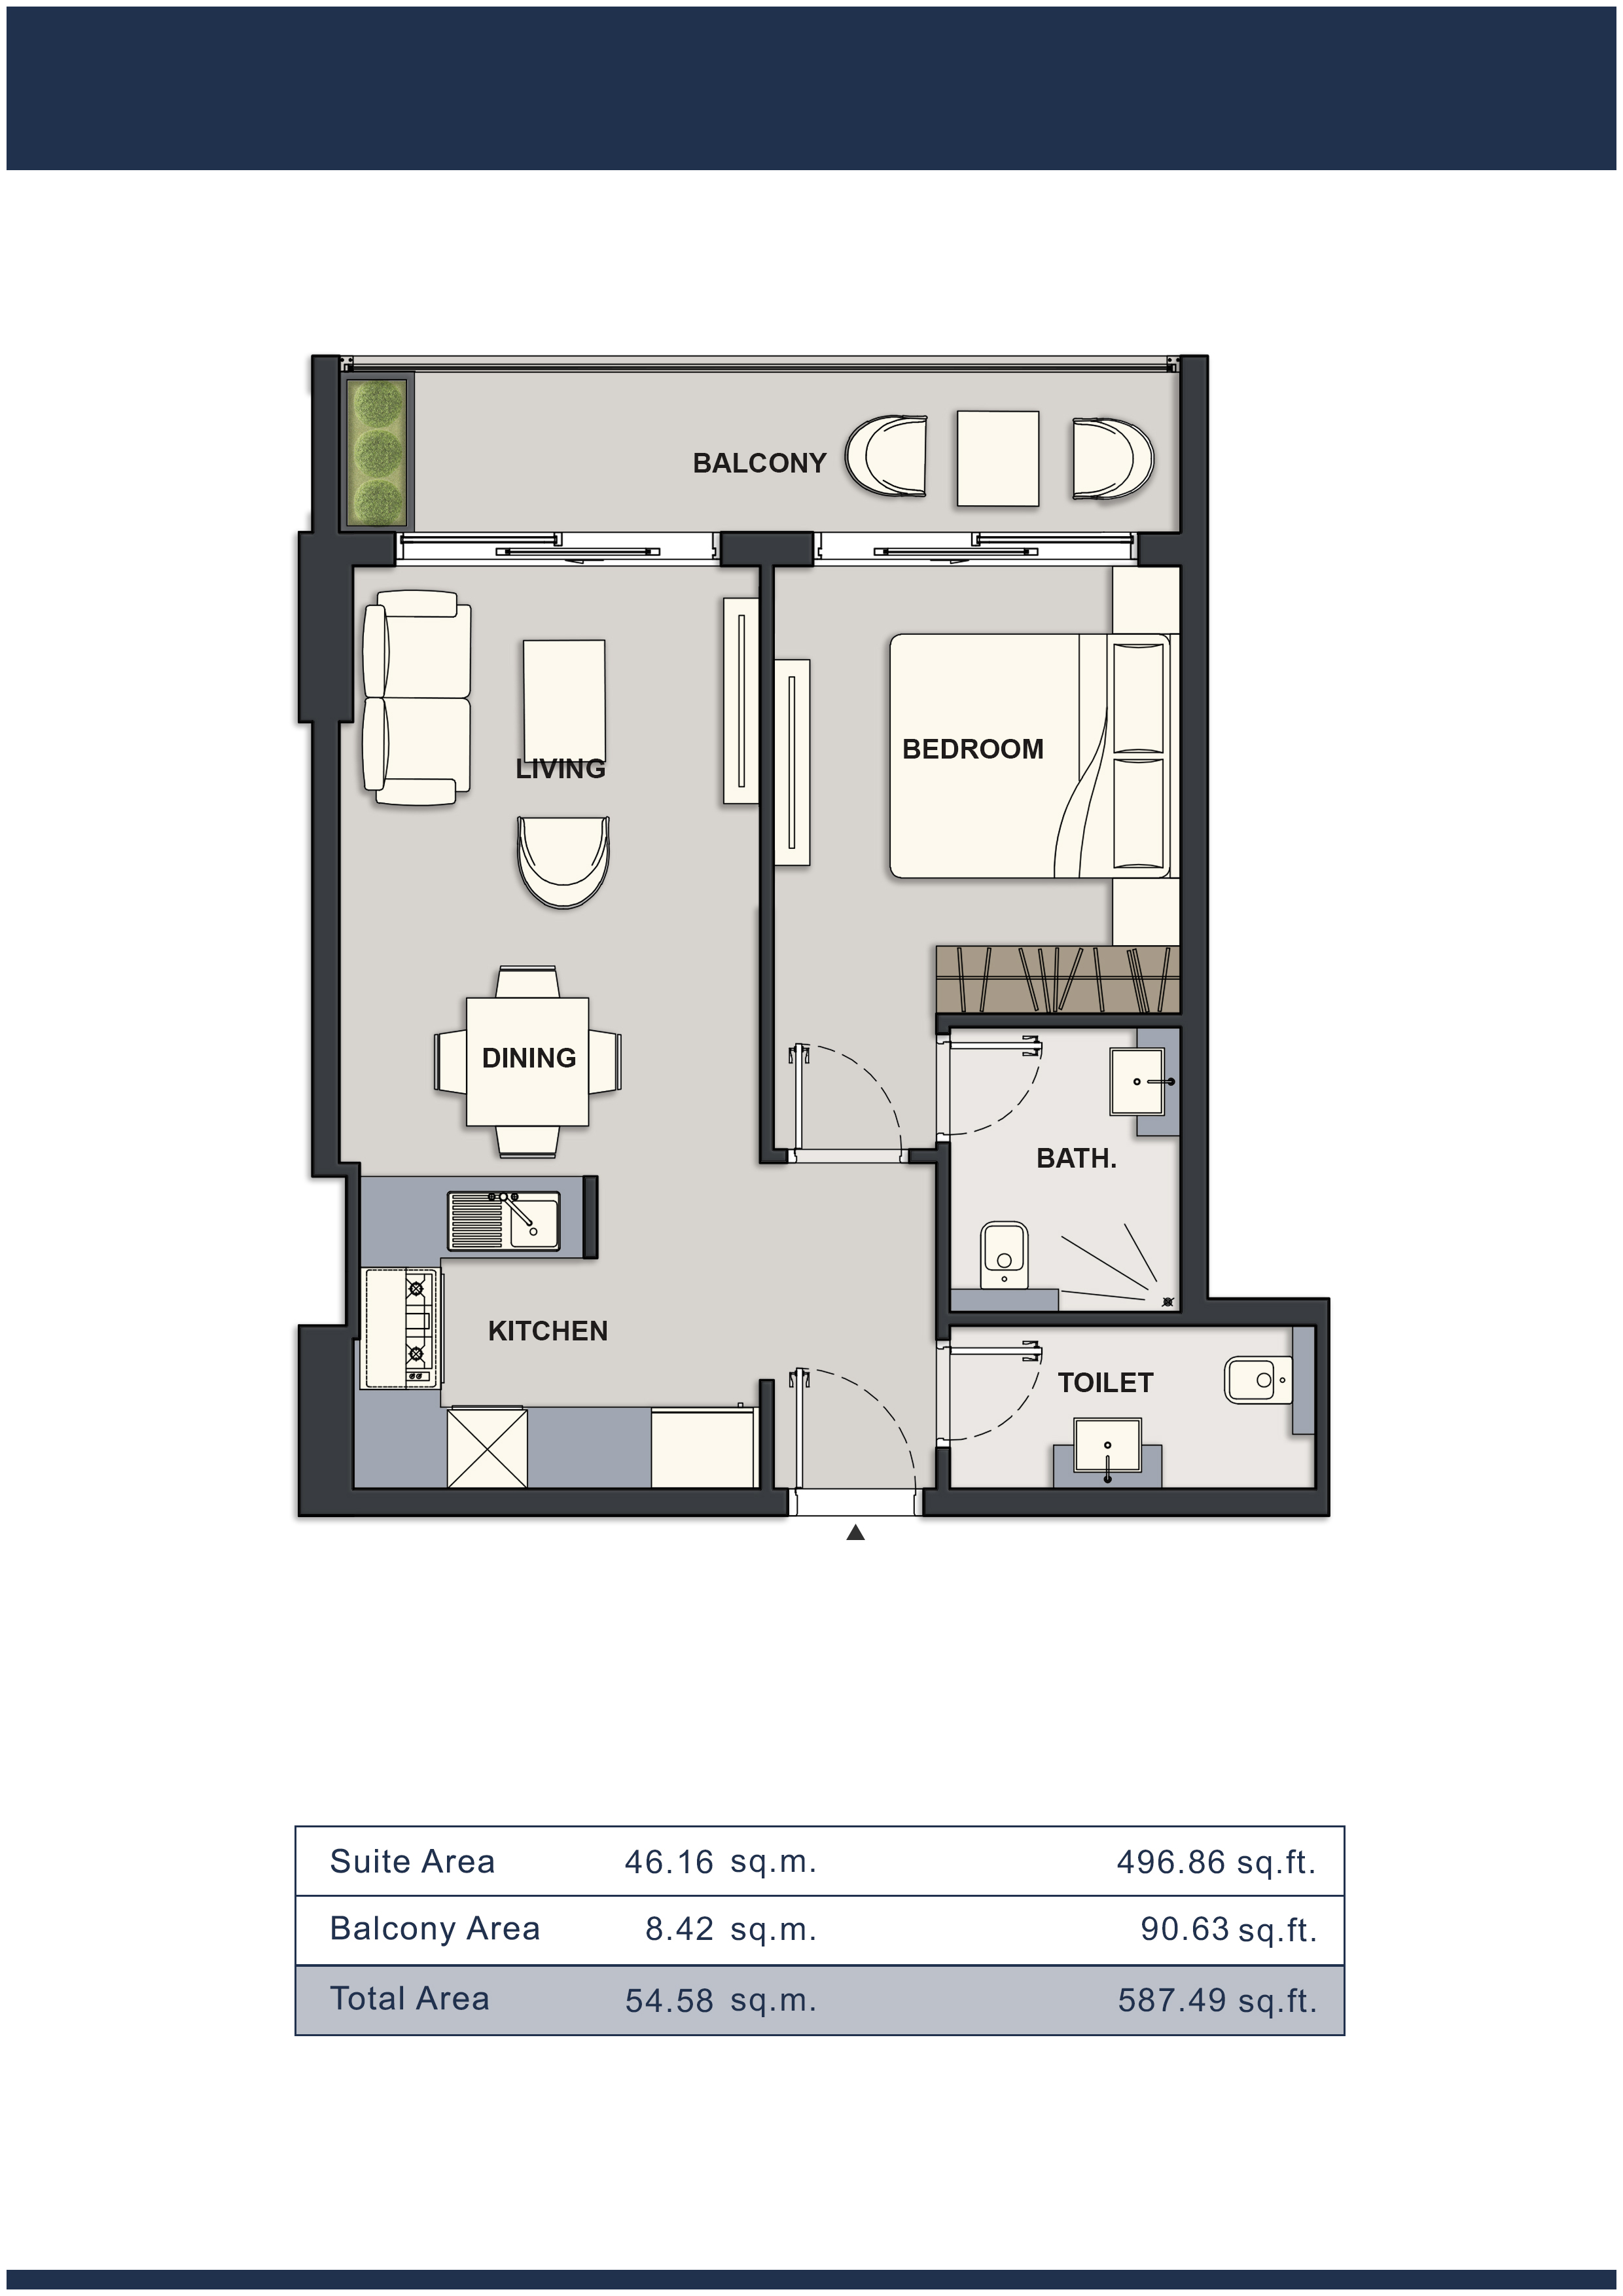 BALCONY
LIVING
BEDROOM
DINING
BATH.
KITCHEN
TOILET
Suite Area 46.16 sq.m. 496.86 sq.ft.
Balcony Area 8.42 sq.m. 90.63 sq.ft.
Total Area 54.58 sq.m. 587.49 sq.ft.